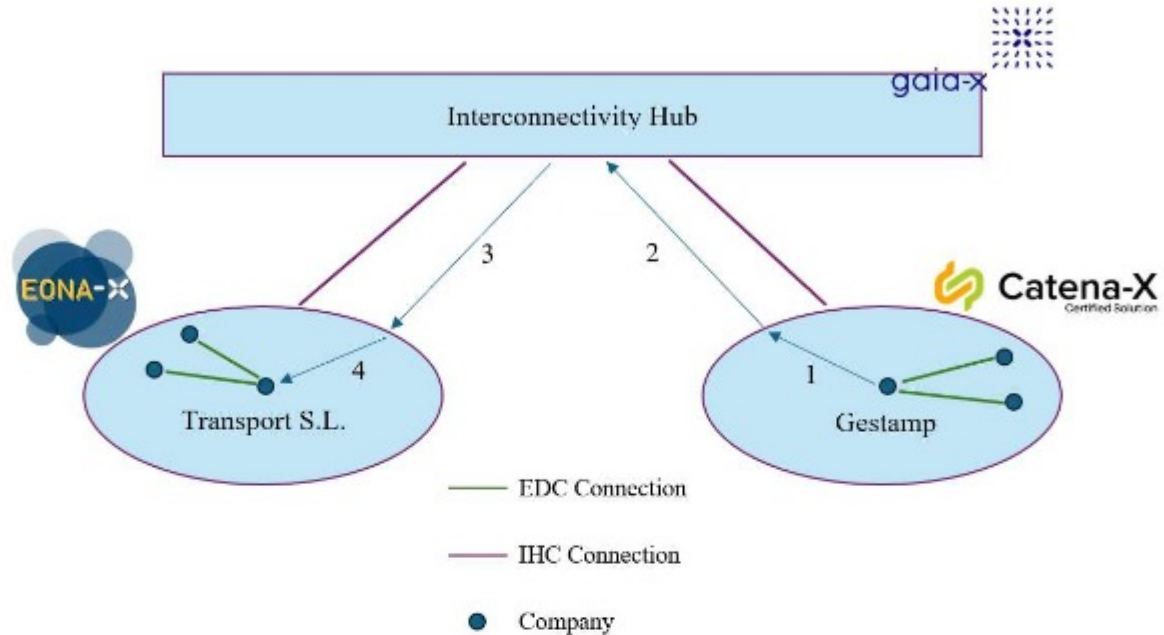 gaia-x
Interconnectivity Hub
3
2
EONA-X
Catena-X
Certified Solution
4
1
Transport S.L.
Gestamp
EDC Connection
IHC Connection
Company